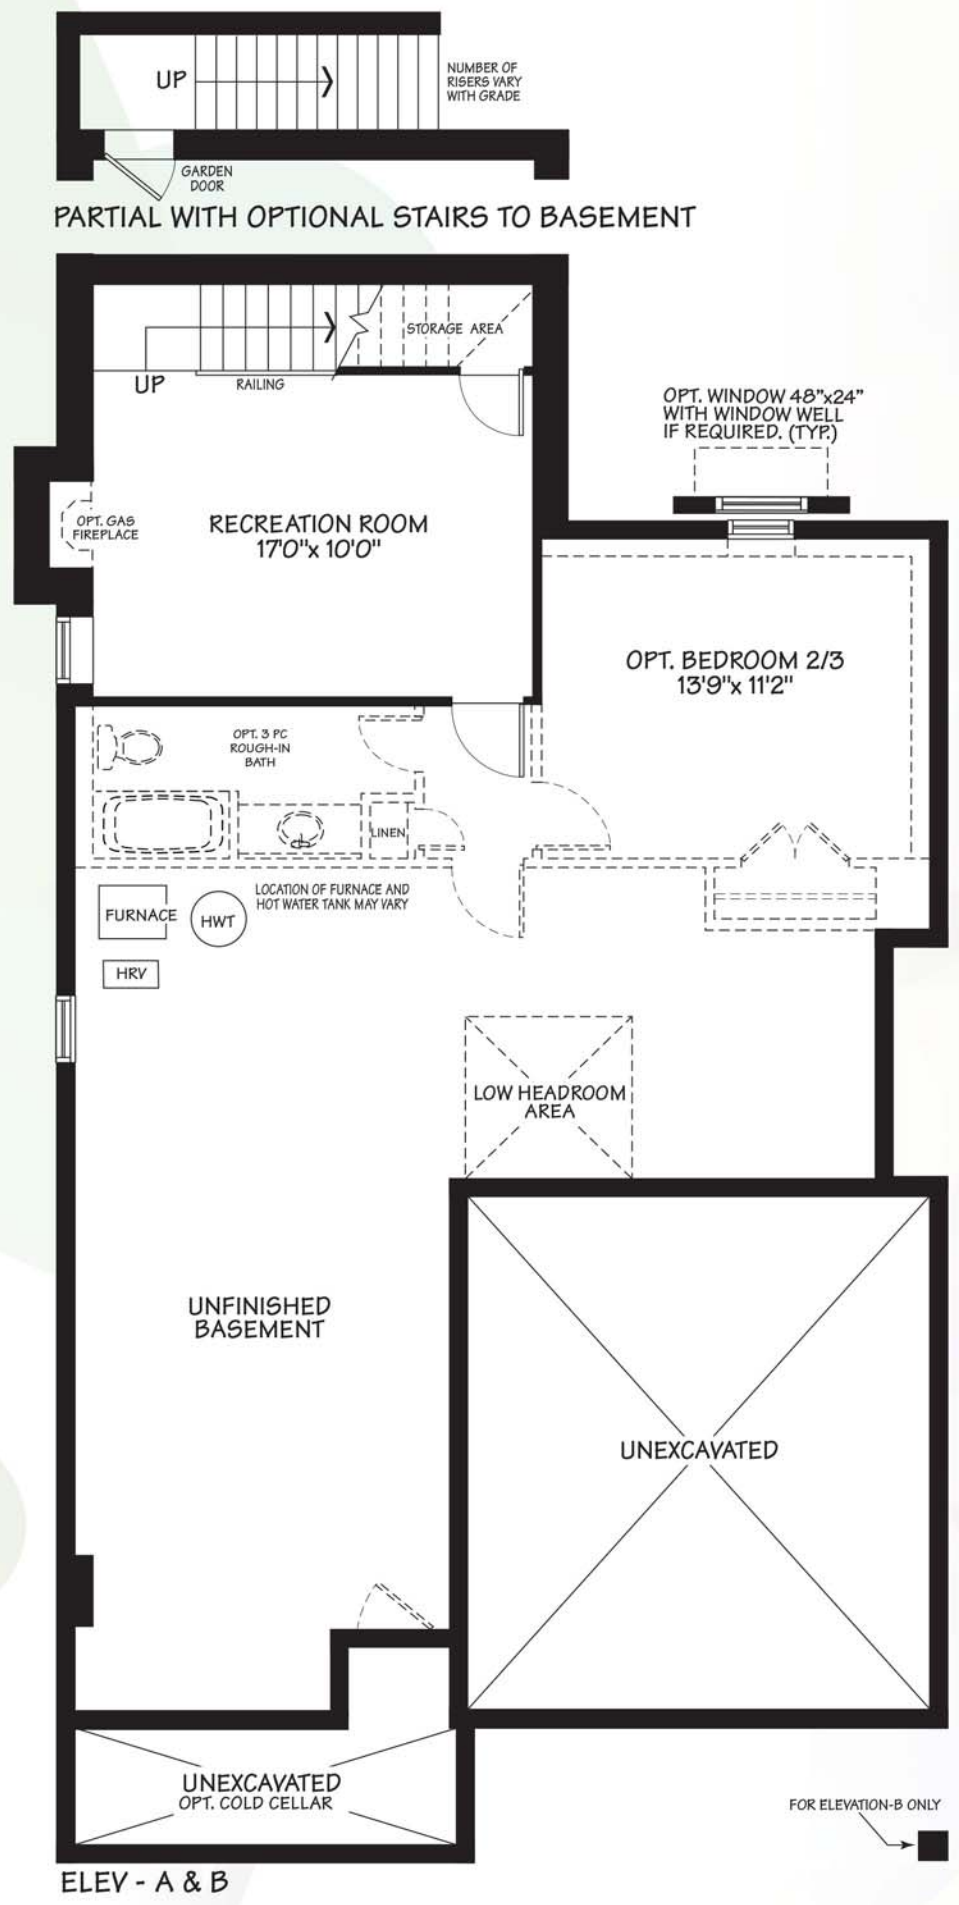 UP
NUMBER OF
RISERS VARY
WITH GRADE
GARDEN
DOOR
PARTIAL WITH OPTIONAL STAIRS TO BASEMENT
STORAGE AREA
UP
RAILING
OPT. WINDOW 48"x24"
WITH WINDOW WELL
IF REQUIRED. (TYP.)
OPT. GAS
FIREPLACE
RECREATION ROOM
17'0"x 10'0"
OPT. BEDROOM 2/3
13'9"x 11'2"
OPT. 3 PC
ROUGH-IN
BATH
LINEN
FURNACE
HWT
LOCATION OF FURNACE AND
HOT WATER TANK MAY VARY
HRV
LOW HEADROOM
AREA
UNFINISHED
BASEMENT
UNEXCAVATED
UNEXCAVATED
OPT. COLD CELLAR
FOR ELEVATION-B ONLY
ELEV - A & B